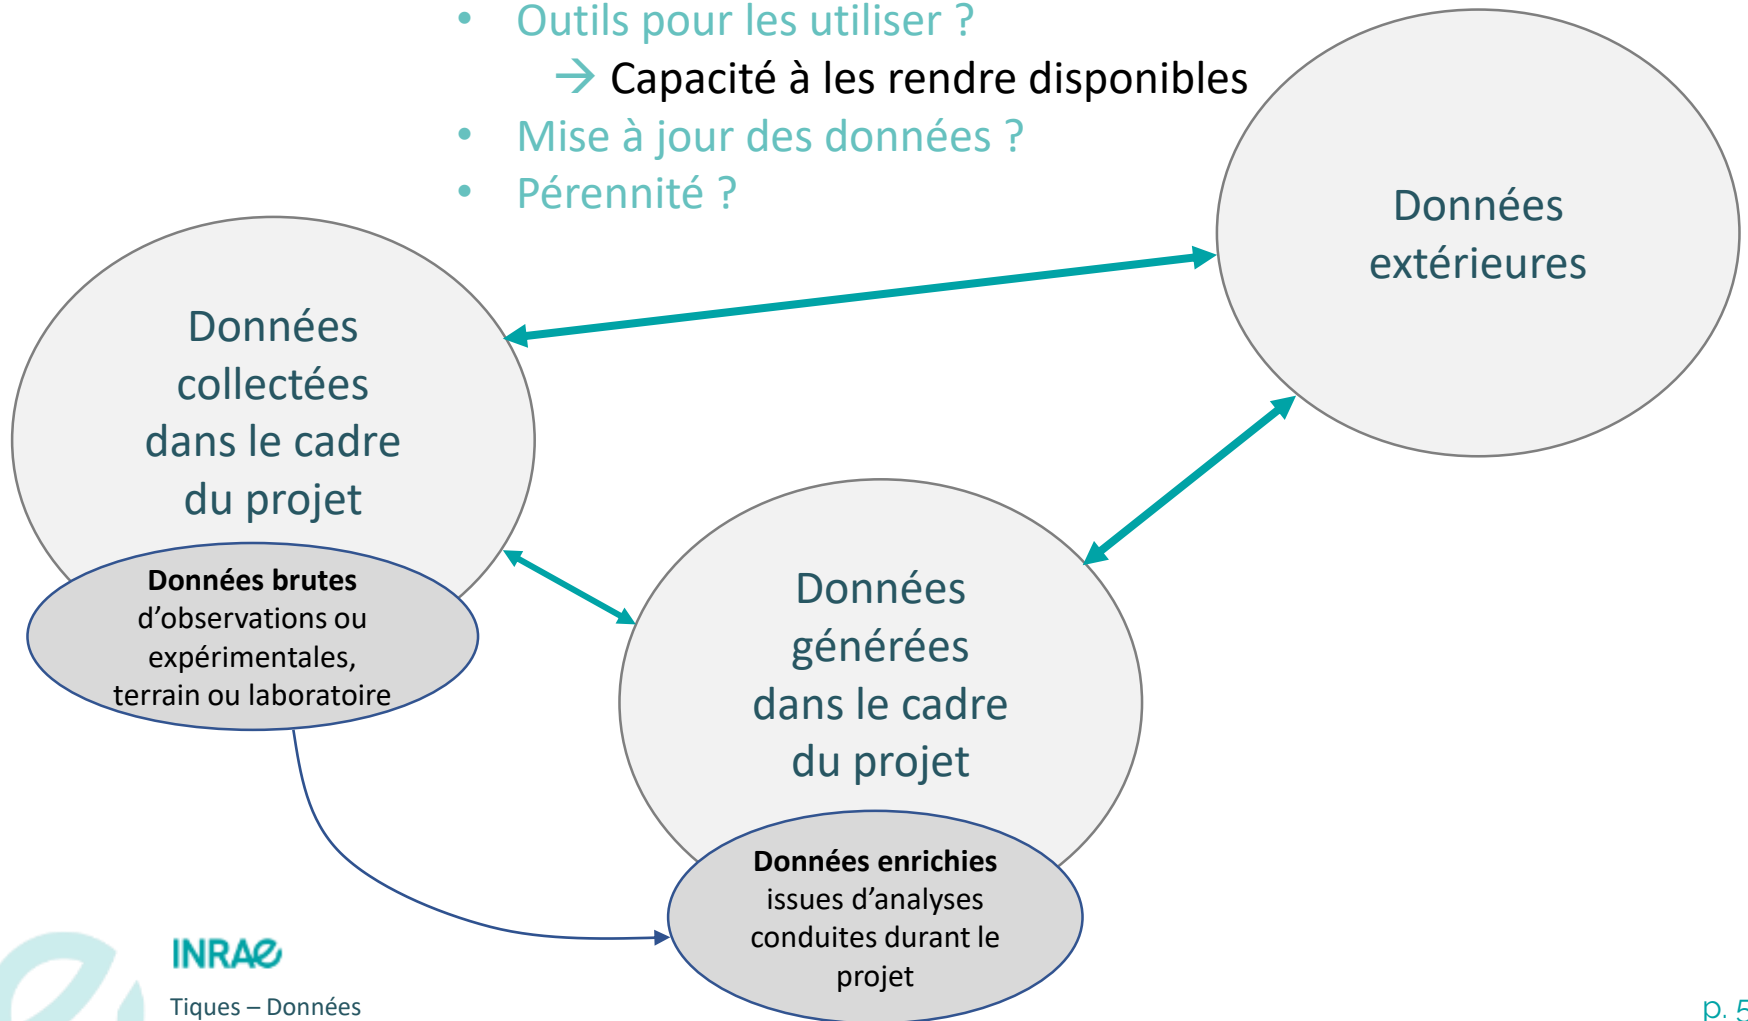 • Outils pour les utiliser ?
→ Capacité à les rendre disponibles
• Mise à jour des données ?
• Pérennité ?
Données
extérieures
Données
collectées
dans le cadre
du projet
Données brutes
d’observations ou
expérimentales,
terrain ou laboratoire
Données
générées
dans le cadre
du projet
Données enrichies
issues d’analyses
conduites durant le
projet
INRAE
Tiques – Données
p. 5